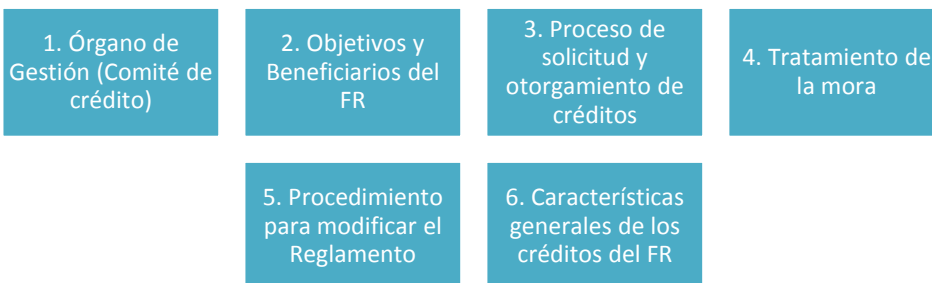 1. Órgano de
Gestión (Comité de
crédito)
2. Objetivos y
Beneficiarios del
FR
3. Proceso de
solicitud y
otorgamiento de
créditos
4. Tratamiento de
la mora
5. Procedimiento
para modificar el
Reglamento
6. Características
generales de los
créditos del FR